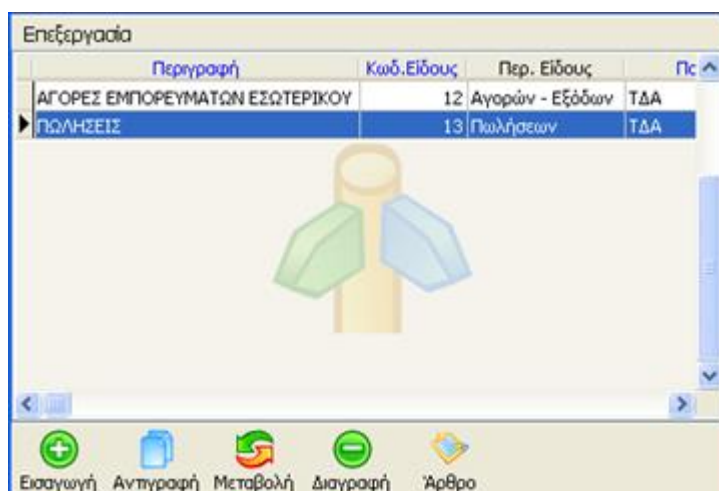 Επεξεργασία
Περιγραφή Κωδ.Είδους Περ. Είδους Πα
ΑΓΟΡΕΣ ΕΜΠΟΡΕΥΜΑΤΩΝ ΕΣΩΤΕΡΙΚΟΥ 12 Αγορών - Εξόδων ΤΔΑ
ΠΩΛΗΣΕΙΣ 13 Πωλήσεων ΤΔΑ
Εισαγωγή Αντιγραφή Μεταβολή Διαγραφή Άρθρο